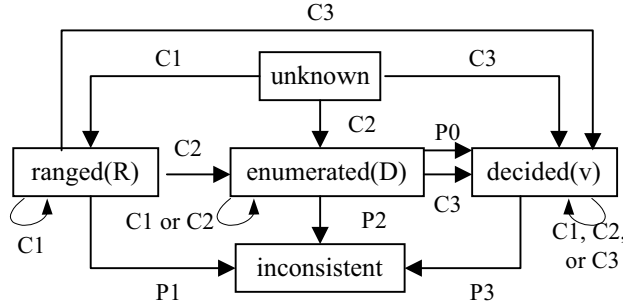 C3
C1
unknown
C3
C2
P0
ranged(R)
C2
enumerated(D)
decided(v)
C1
C1 or C2
P2
C3
C1, C2,
or C3
inconsistent
P1
P3